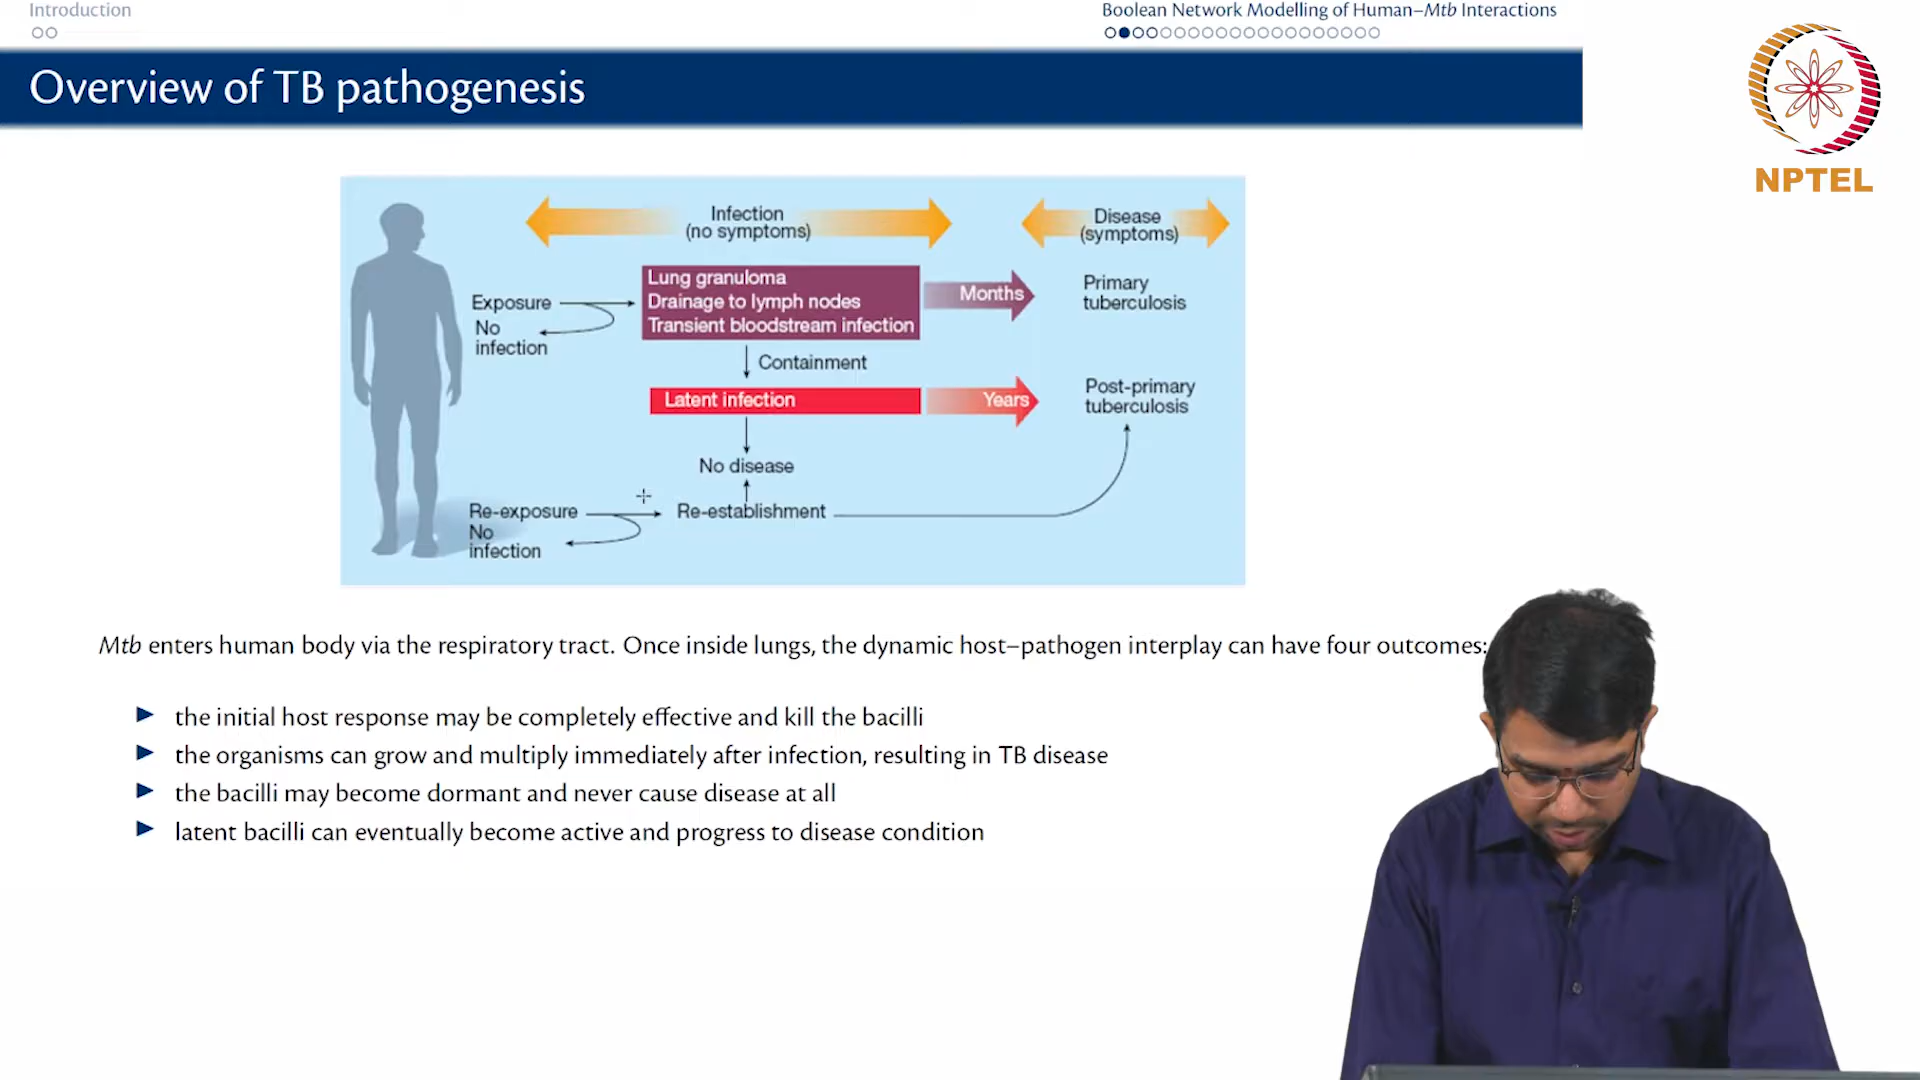 Introduction
Boolean Network Modelling of Human–Mtb Interactions
Overview of TB pathogenesis
NPTEL
Infection
(no symptoms)
Disease
(symptoms)
Exposure
No
infection
Lung granuloma
Drainage to lymph nodes
Transient bloodstream infection
Months
Primary
tuberculosis
Containment
Latent infection
Years
Post-primary
tuberculosis
No disease
Re-exposure
No
infection
Re-establishment
Mtb enters human body via the respiratory tract. Once inside lungs, the dynamic host–pathogen interplay can have four outcomes:
the initial host response may be completely effective and kill the bacilli
the organisms can grow and multiply immediately after infection, resulting in TB disease
the bacilli may become dormant and never cause disease at all
latent bacilli can eventually become active and progress to disease condition